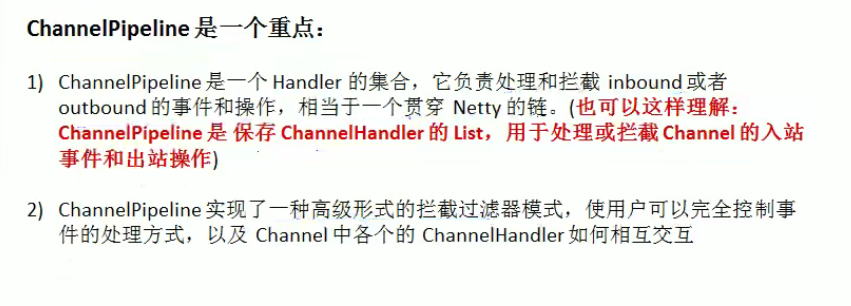 ChannelPipeline 是一个重点：
1) ChannelPipeline 是一个 Handler 的集合，它负责处理和拦截 inbound 或者
outbound 的事件和操作，相当于一个贯穿 Netty 的链。(也可以这样理解：
ChannelPipeline 是 保存 ChannelHandler 的 List，用于处理或拦截 Channel 的入站
事件和出站操作)
2) ChannelPipeline 实现了一种高级形式的拦截过滤器模式，使用户可以完全控制事
件的处理方式，以及 Channel 中各个的 ChannelHandler 如何相互交互